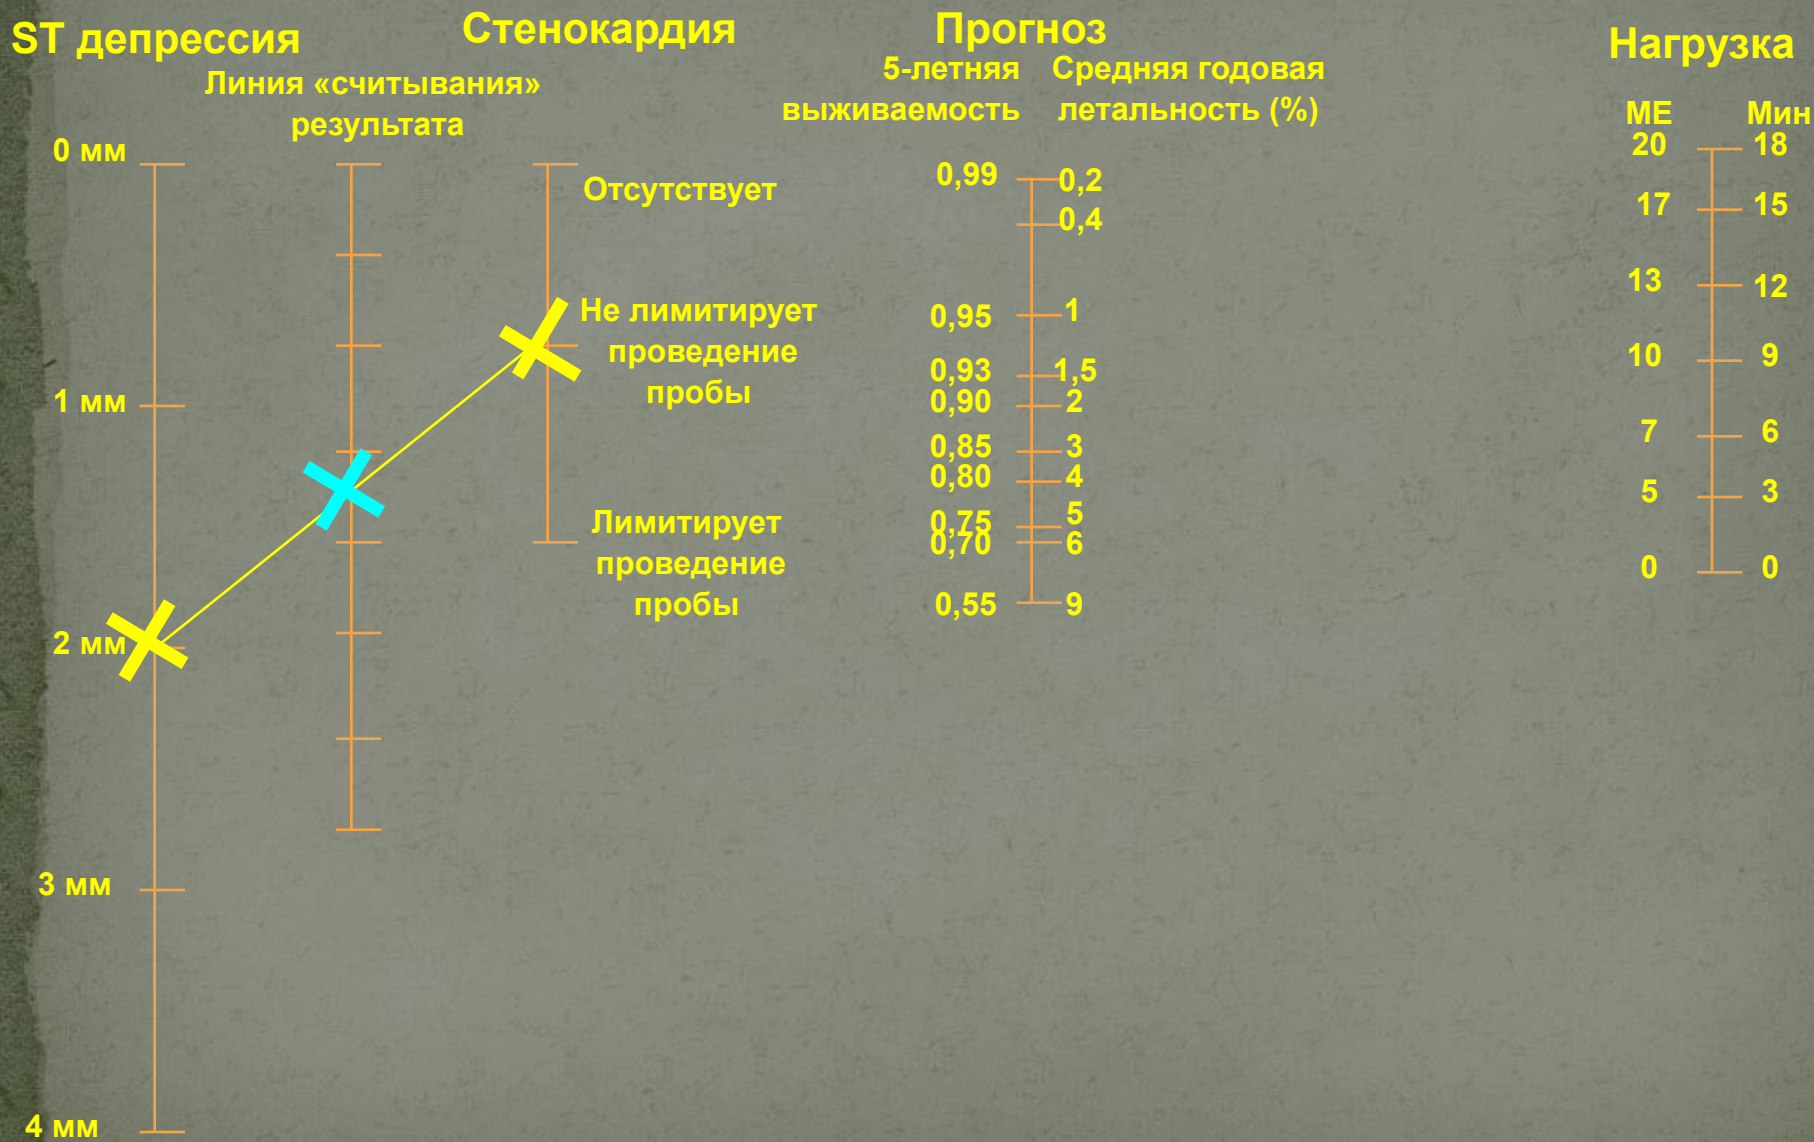 ST депрессия
Стенокардия
Прогноз
Нагрузка
Линия «считывания»
результата
5-летняя
выживаемость
Средняя годовая
летальность (%)
МЕ
Мин
0 мм
1 мм
2 мм
3 мм
4 мм
Отсутствует
Не лимитирует
проведение
пробы
Лимитирует
проведение
пробы
0,99 0,2
0,4
0,95 1
0,93 1,5
0,90 2
0,85 3
0,80 4
0,75 5
0,70 6
0,55 9
20 18
17 15
13 12
10 9
7 6
5 3
0 0